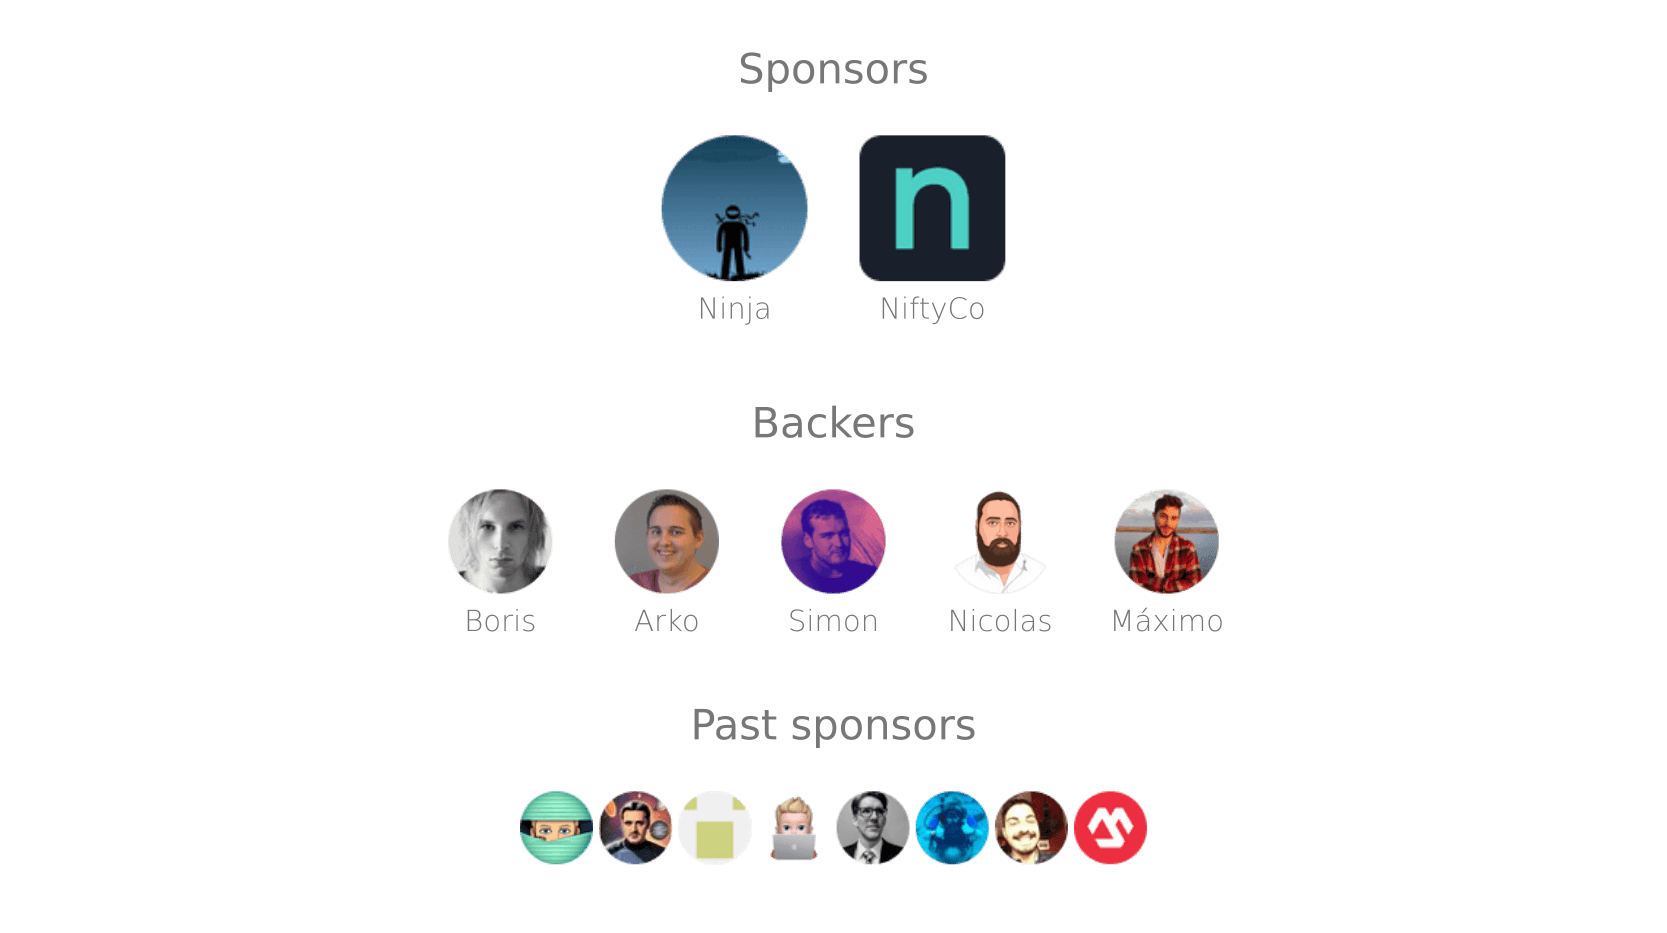 Sponsors
n
Ninja NiftyCo
Backers
Boris Arko Simon Nicolas Máximo
Past sponsors